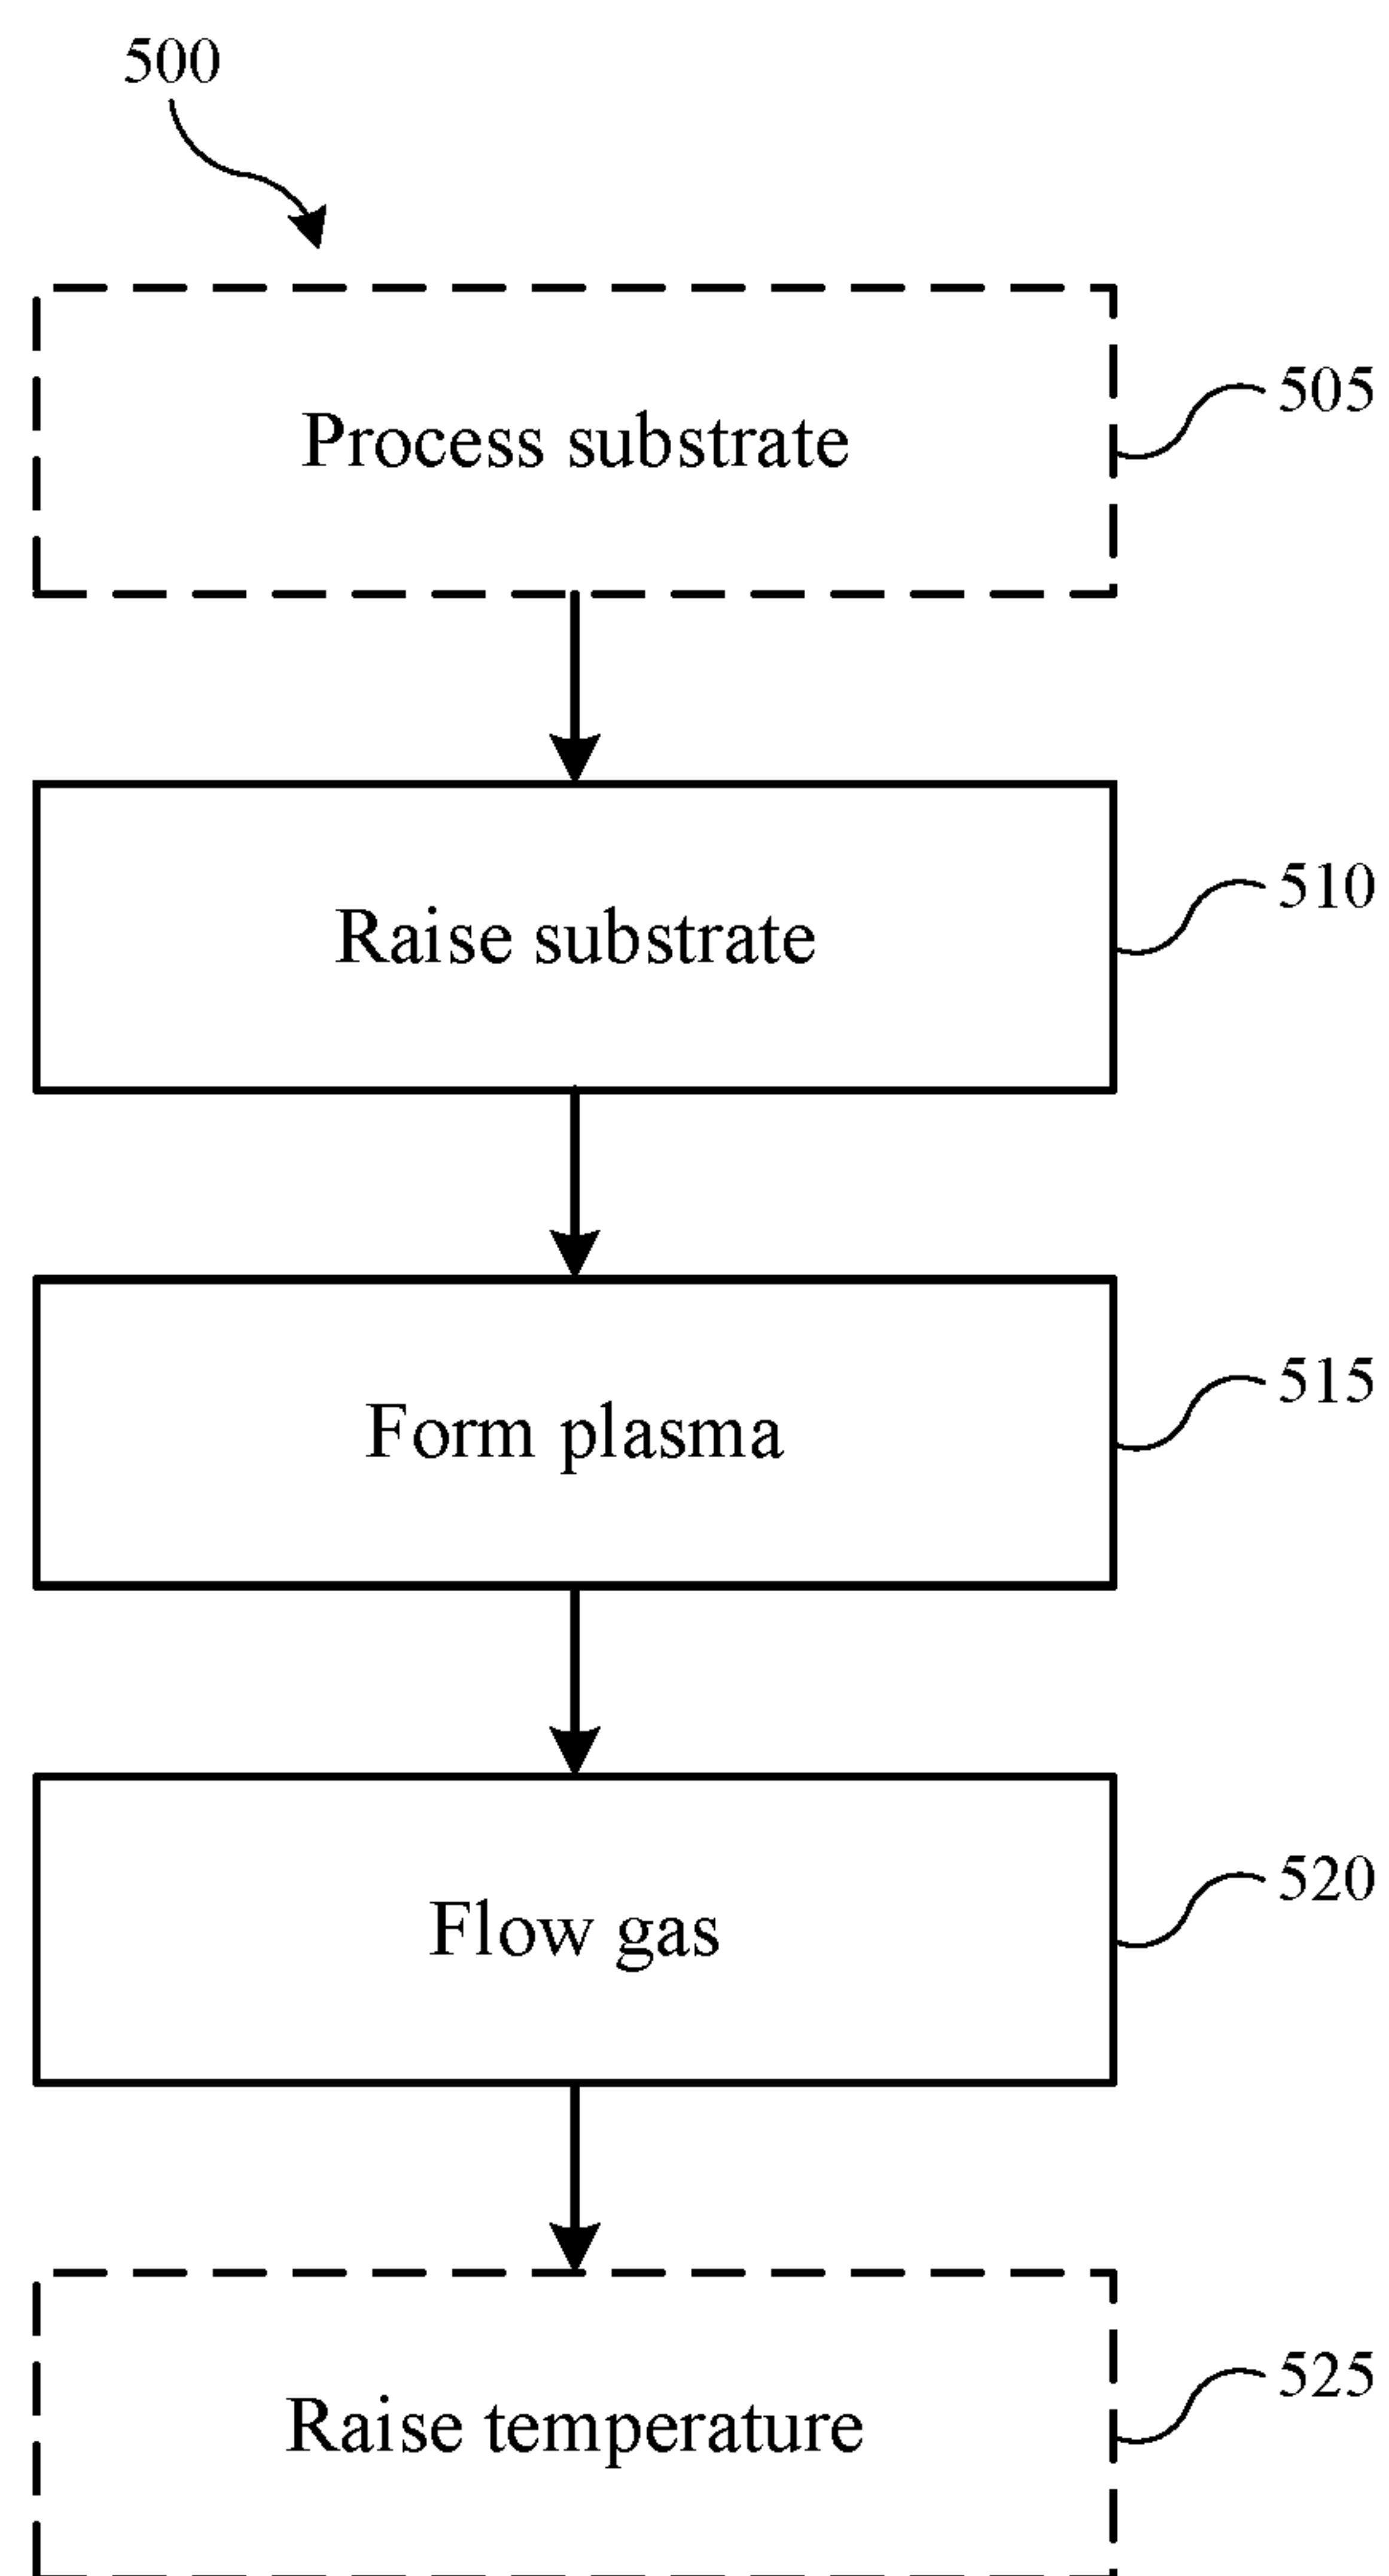 500
Process substrate
505
Raise substrate
510
Form plasma
515
Flow gas
520
Raise temperature
525